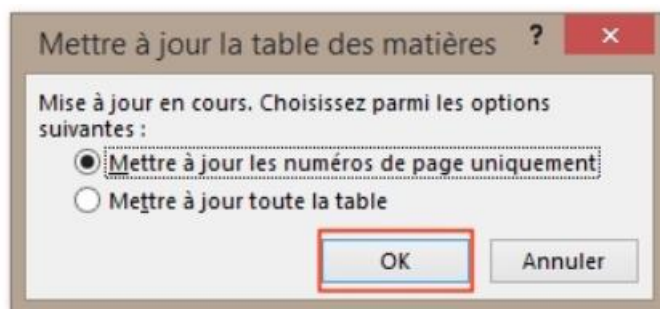 Mettre à jour la table des matières ? ×
Mise à jour en cours. Choisissez parmi les options
suivantes :
Mettre à jour les numéros de page uniquement
Mettre à jour toute la table
OK Annuler